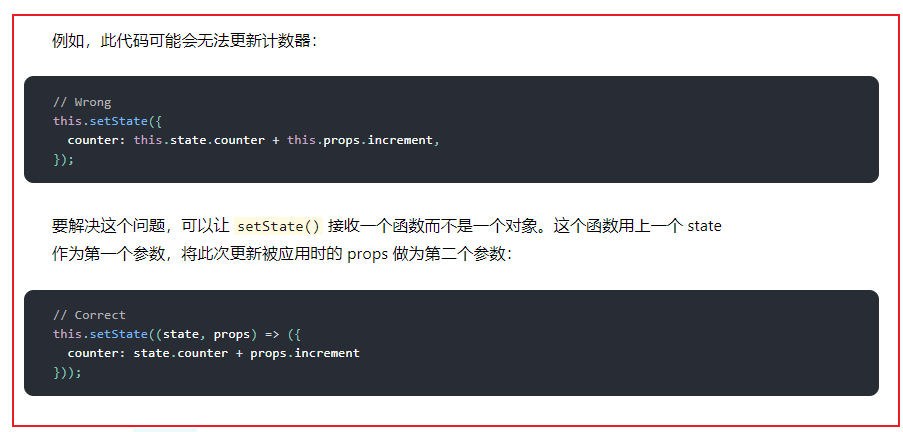 例如，此代码可能会无法更新计数器：
// Wrong
this.setState({
  counter: this.state.counter + this.props.increment,
});
要解决这个问题，可以让 setState() 接收一个函数而不是一个对象。这个函数用上一个 state
作为第一个参数，将此次更新被应用时的 props 做为第二个参数：
// Correct
this.setState((state, props) => ({
  counter: state.counter + props.increment
}));